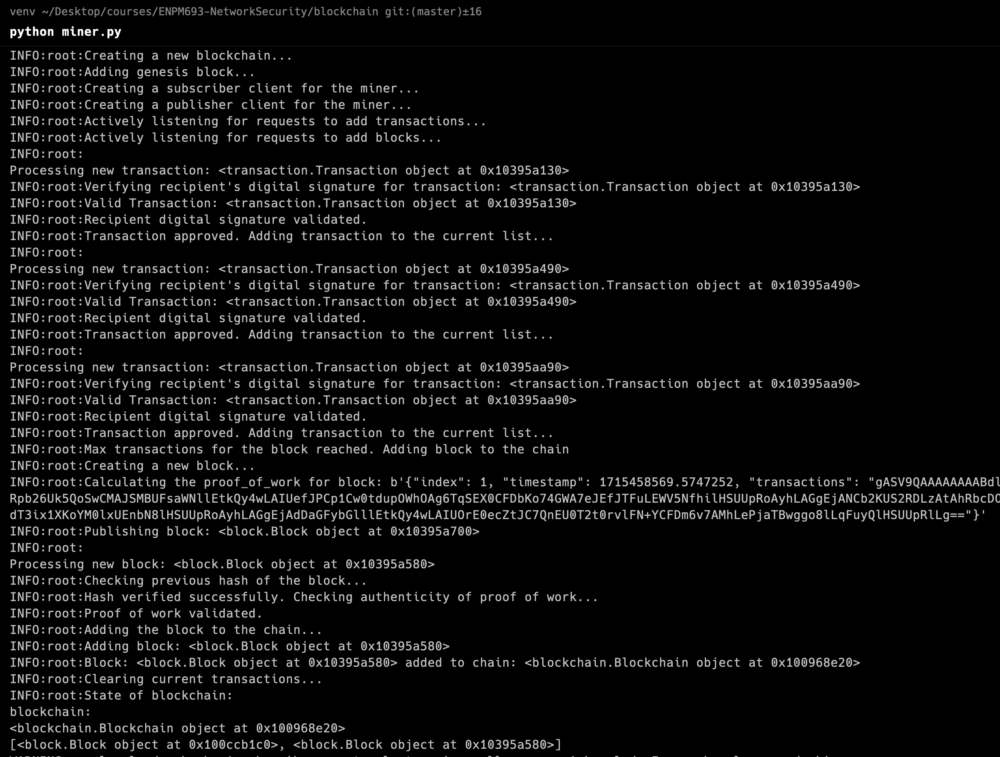 venv ~/Desktop/courses/ENPM693-NetworkSecurity/blockchain git:(master)±16
python miner.py
INFO:root:Creating a new blockchain...
INFO:root:Adding genesis block...
INFO:root:Creating a subscriber client for the miner...
INFO:root:Creating a publisher client for the miner...
INFO:root:Actively listening for requests to add transactions...
INFO:root:Actively listening for requests to add blocks...
INFO:root:
Processing new transaction: <transaction.Transaction object at 0x10395a130>
INFO:root:Verifying recipient's digital signature for transaction: <transaction.Transaction object at 0x10395a130>
INFO:root:Valid Transaction: <transaction.Transaction object at 0x10395a130>
INFO:root:Recipient digital signature validated.
INFO:root:Transaction approved. Adding transaction to the current list...
INFO:root:
Processing new transaction: <transaction.Transaction object at 0x10395a490>
INFO:root:Verifying recipient's digital signature for transaction: <transaction.Transaction object at 0x10395a490>
INFO:root:Valid Transaction: <transaction.Transaction object at 0x10395a490>
INFO:root:Recipient digital signature validated.
INFO:root:Transaction approved. Adding transaction to the current list...
INFO:root:
Processing new transaction: <transaction.Transaction object at 0x10395aa90>
INFO:root:Verifying recipient's digital signature for transaction: <transaction.Transaction object at 0x10395aa90>
INFO:root:Valid Transaction: <transaction.Transaction object at 0x10395aa90>
INFO:root:Recipient digital signature validated.
INFO:root:Transaction approved. Adding transaction to the current list...
INFO:root:Max transactions for the block reached. Adding block to the chain
INFO:root:Creating a new block...
INFO:root:Calculating the proof_of_work for block: b'{"index": 1, "timestamp": 1715458569.5747252, "transactions": "gASV9QAAAAAAAABdl
Rpb26Uk5QoSwCMAJSMBUFsaWNllEtkQy4wLAIUefJPCp1Cw0tdupOWhOAg6TqSEX0CFDbKo74GWA7eJEfJTFuLEWV5NfhilHSUUpRoAyhLAGgEjANCb2KUS2RDLzAtAhRbcDO
dT3ix1XKoYM0lxUEnbN8lHSUUpRoAyhLAGgEjAdDaGFybGllllEtkQy4wLAIUOrE0ecZtJC7QnEU0T2t0rvlFN+YCFDm6v7AMhLePjaTBwggo8lLqFuyQlHSUUpRlLg=="}'
INFO:root:Publishing block: <block.Block object at 0x10395a700>
INFO:root:
Processing new block: <block.Block object at 0x10395a580>
INFO:root:Checking previous hash of the block...
INFO:root:Hash verified successfully. Checking authenticity of proof of work...
INFO:root:Proof of work validated.
INFO:root:Adding the block to the chain...
INFO:root:Adding block: <block.Block object at 0x10395a580>
INFO:root:Block: <block.Block object at 0x10395a580> added to chain: <blockchain.Blockchain object at 0x100968e20>
INFO:root:Clearing current transactions...
INFO:root:State of blockchain:
blockchain:
<blockchain.Blockchain object at 0x100968e20>
[<block.Block object at 0x100ccb1c0>, <block.Block object at 0x10395a580>]